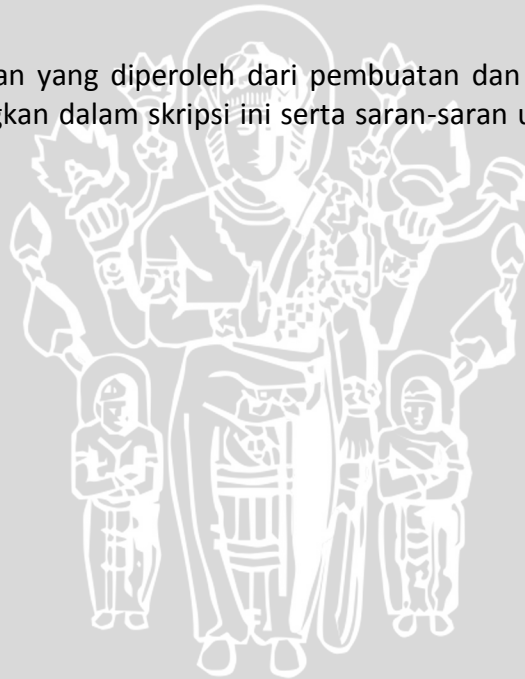 an yang diperoleh dari pembuatan dan
gkan dalam skripsi ini serta saran-saran u